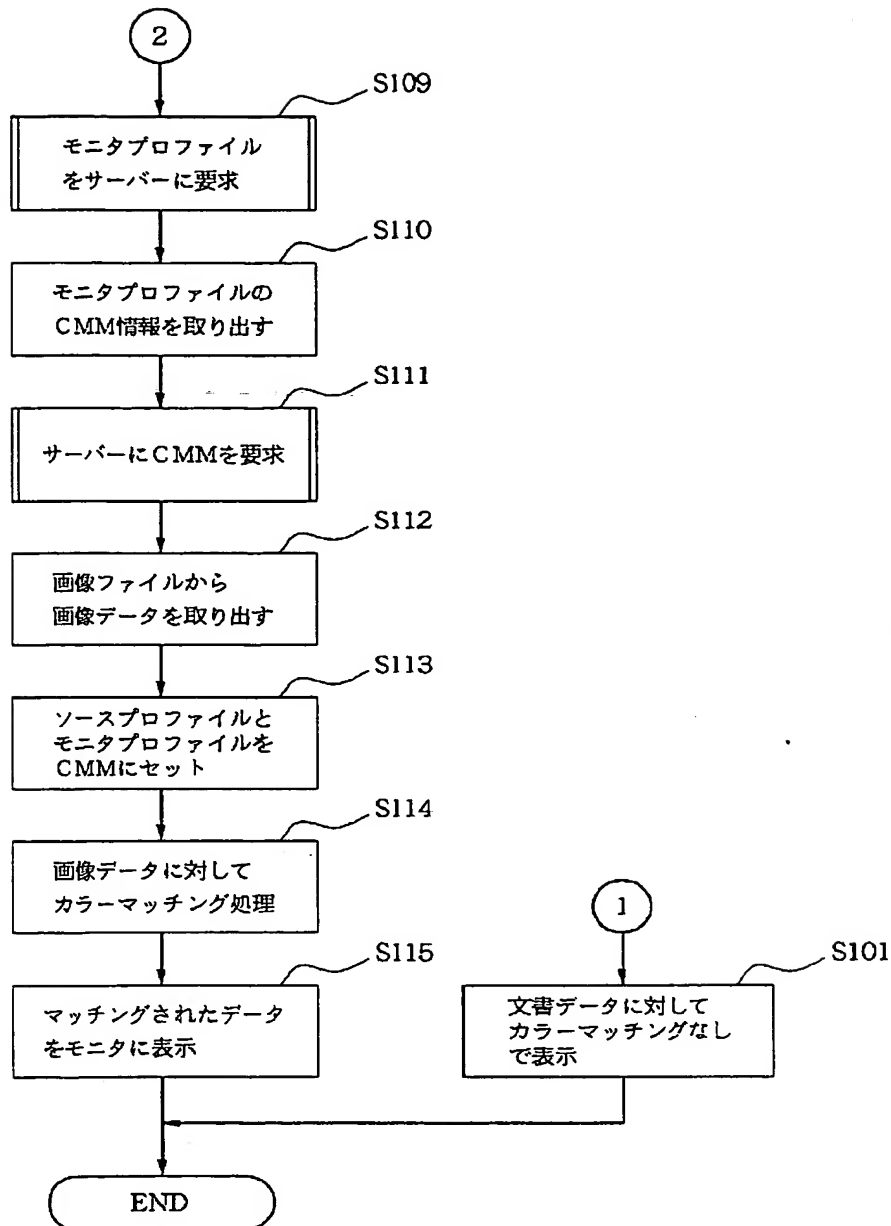 2
S109
モニタプロファイル
をサーバーに要求
S110
モニタプロファイルの
CMM情報を取り出す
S111
サーバーにCMMを要求
S112
画像ファイルから
画像データを取り出す
S113
ソースプロファイルと
モニタプロファイルを
CMMにセット
S114
画像データに対して
カラーマッチング処理
S115
マッチングされたデータ
をモニタに表示
1
S101
文書データに対して
カラーマッチングなし
で表示
END